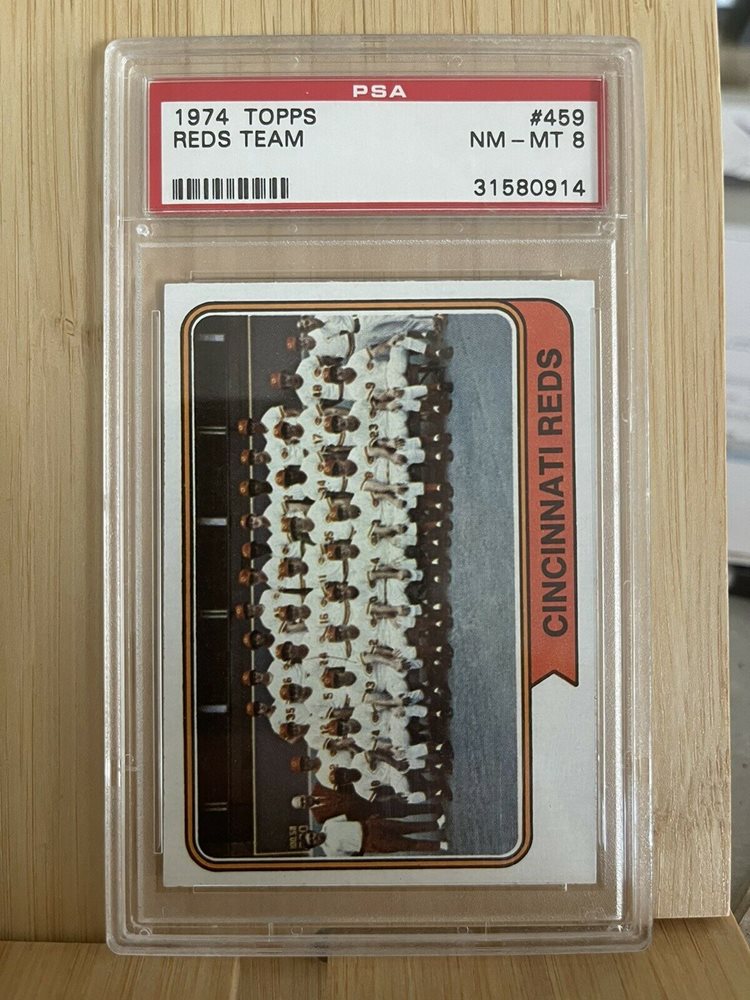 PSA
1974 TOPPS #459
REDS TEAM NM - MT 8
31580914
CINCINNATI REDS